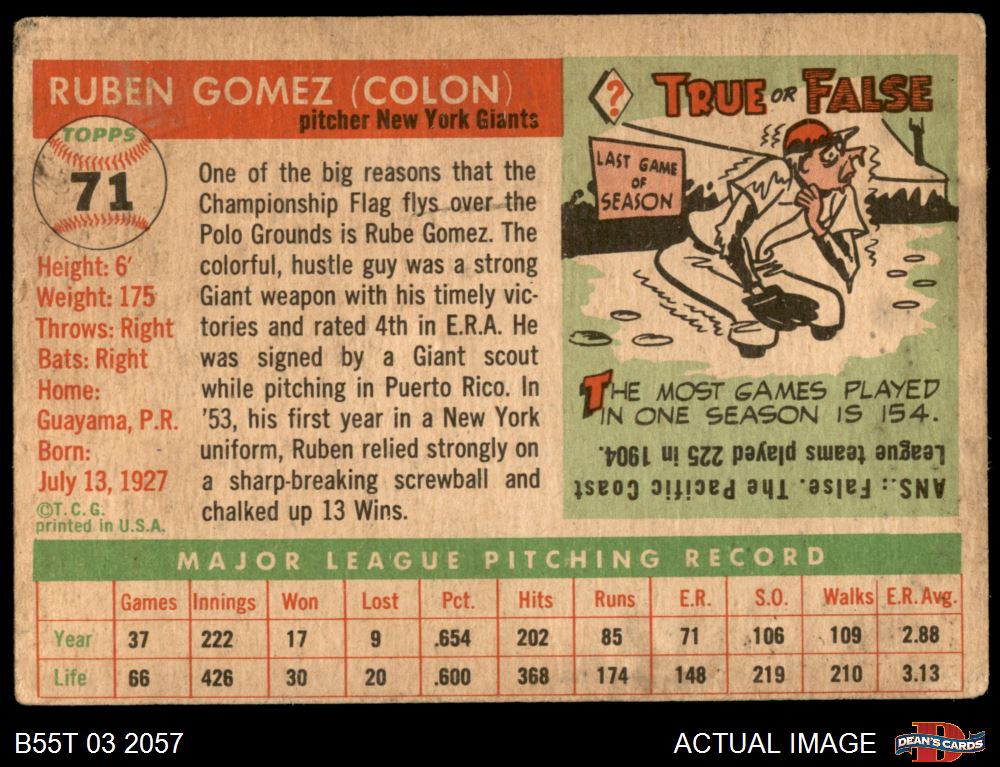 RUBEN GOMEZ (COLON)
pitcher New York Giants
TOPPS
71
Height: 6'
Weight: 175
Throws: Right
Bats: Right
Home:
Guayama, P.R.
Born:
July 13, 1927
©T. C. G.
printed in U.S.A.
One of the big reasons that the
Championship Flag flys over the
Polo Grounds is Rube Gomez. The
colorful, hustle guy was a strong
Giant weapon with his timely vic-
tories and rated 4th in E.R.A. He
was signed by a Giant scout
while pitching in Puerto Rico. In
'53, his first year in a New York
uniform, Ruben relied strongly on
a sharp-breaking screwball and
chalked up 13 Wins.
? TRUE OR FALSE
LAST GAME
OF
SEASON
THE MOST GAMES PLAYED
IN ONE SEASON IS 154.
ANS.: False. The Pacific Coast
League teams played 225 in 1904.
MAJOR LEAGUE PITCHING RECORD
Games Innings Won Lost Pct. Hits Runs E.R. S.O. Walks E.R. Avg.
Year 37 222 17 9 .654 202 85 71 106 109 2.88
Life 66 426 30 20 .600 368 174 148 219 210 3.13
B55T 03 2057
ACTUAL IMAGE
D
DEAN'S CARDS